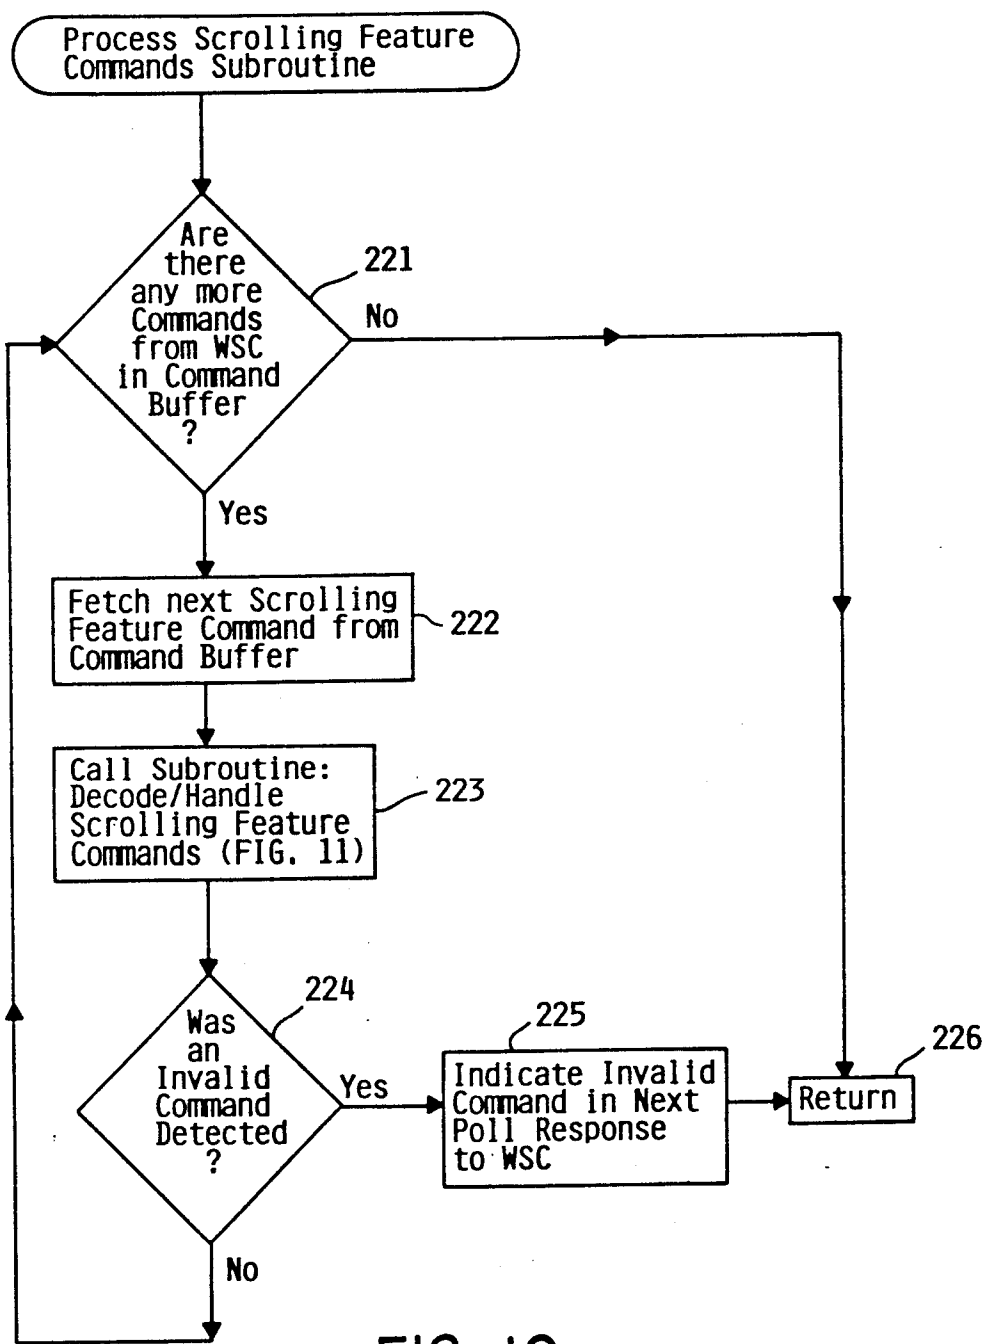 Process Scrolling Feature
Commands Subroutine
Are
there
any more
Commands
from WSC
in Command
Buffer
?
221
No
Yes
Fetch next Scrolling
Feature Command from
Command Buffer
222
Call Subroutine:
Decode/Handle
Scrolling Feature
Commands (FIG. 11)
223
Was
an
Invalid
Command
Detected
?
224
Yes
No
Indicate Invalid
Command in Next
Poll Response
to WSC
225
Return
226